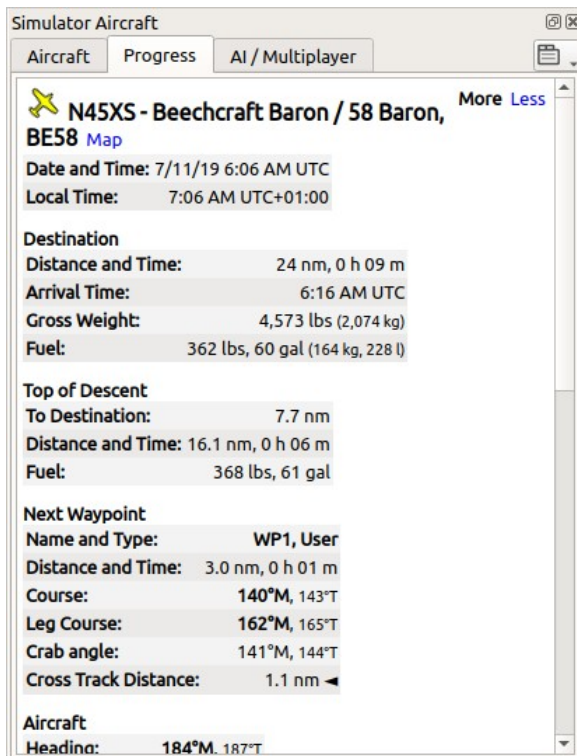 Simulator Aircraft
Aircraft Progress AI / Multiplayer
N45XS - Beechcraft Baron / 58 Baron, More Less
BE58 Map
Date and Time: 7/11/19 6:06 AM UTC
Local Time: 7:06 AM UTC+01:00
Destination
Distance and Time: 24 nm, 0 h 09 m
Arrival Time: 6:16 AM UTC
Gross Weight: 4,573 lbs (2,074 kg)
Fuel: 362 lbs, 60 gal (164 kg, 228 l)
Top of Descent
To Destination: 7.7 nm
Distance and Time: 16.1 nm, 0 h 06 m
Fuel: 368 lbs, 61 gal
Next Waypoint
Name and Type: WP1, User
Distance and Time: 3.0 nm, 0 h 01 m
Course: 140°M, 143°T
Leg Course: 162°M, 165°T
Crab angle: 141°M, 144°T
Cross Track Distance: 1.1 nm ◄
Aircraft
Heading: 184°M, 187°T